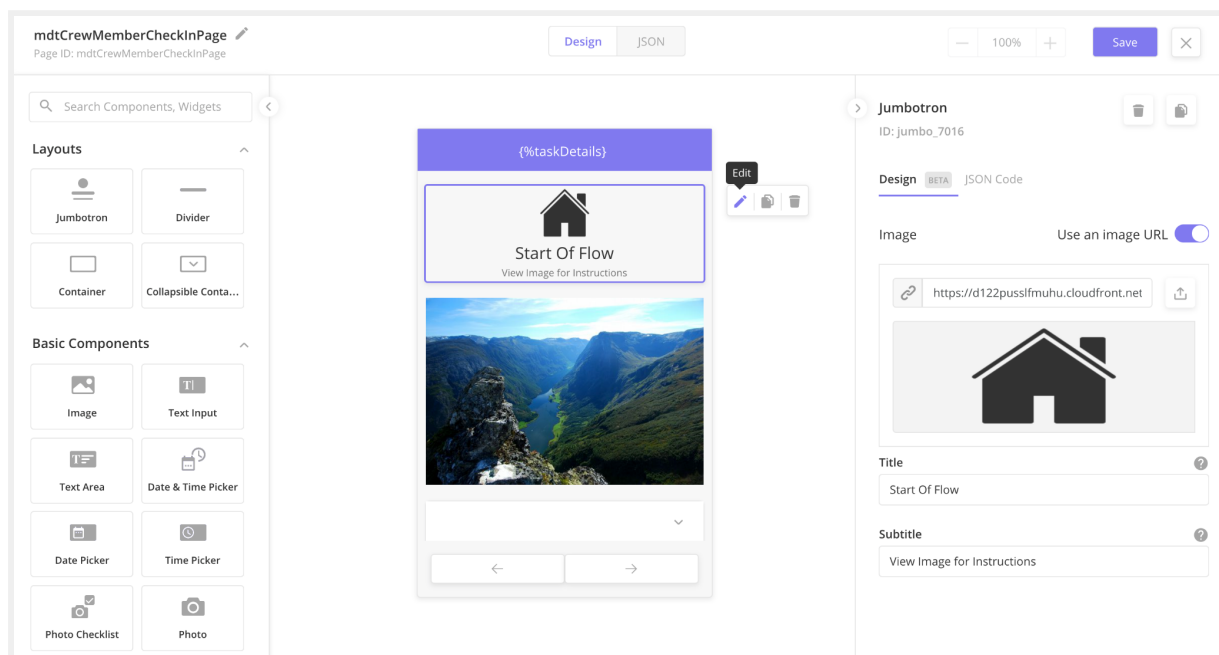 mdtCrewMemberCheckInPage
Page ID: mdtCrewMemberCheckInPage
Design JSON
100%
Save
Search Components, Widgets
Layouts
Jumbotron Divider
Container Collapsible Conta...
Basic Components
Image Text Input
Text Area Date & Time Picker
Date Picker Time Picker
Photo Checklist Photo
{%taskDetails}
Edit
Start Of Flow
View Image for Instructions
Jumbotron
ID: jumbo_7016
Design BETA JSON Code
Image Use an image URL
https://d122pusslfmuhu.cloudfront.net
Title
Start Of Flow
Subtitle
View Image for Instructions